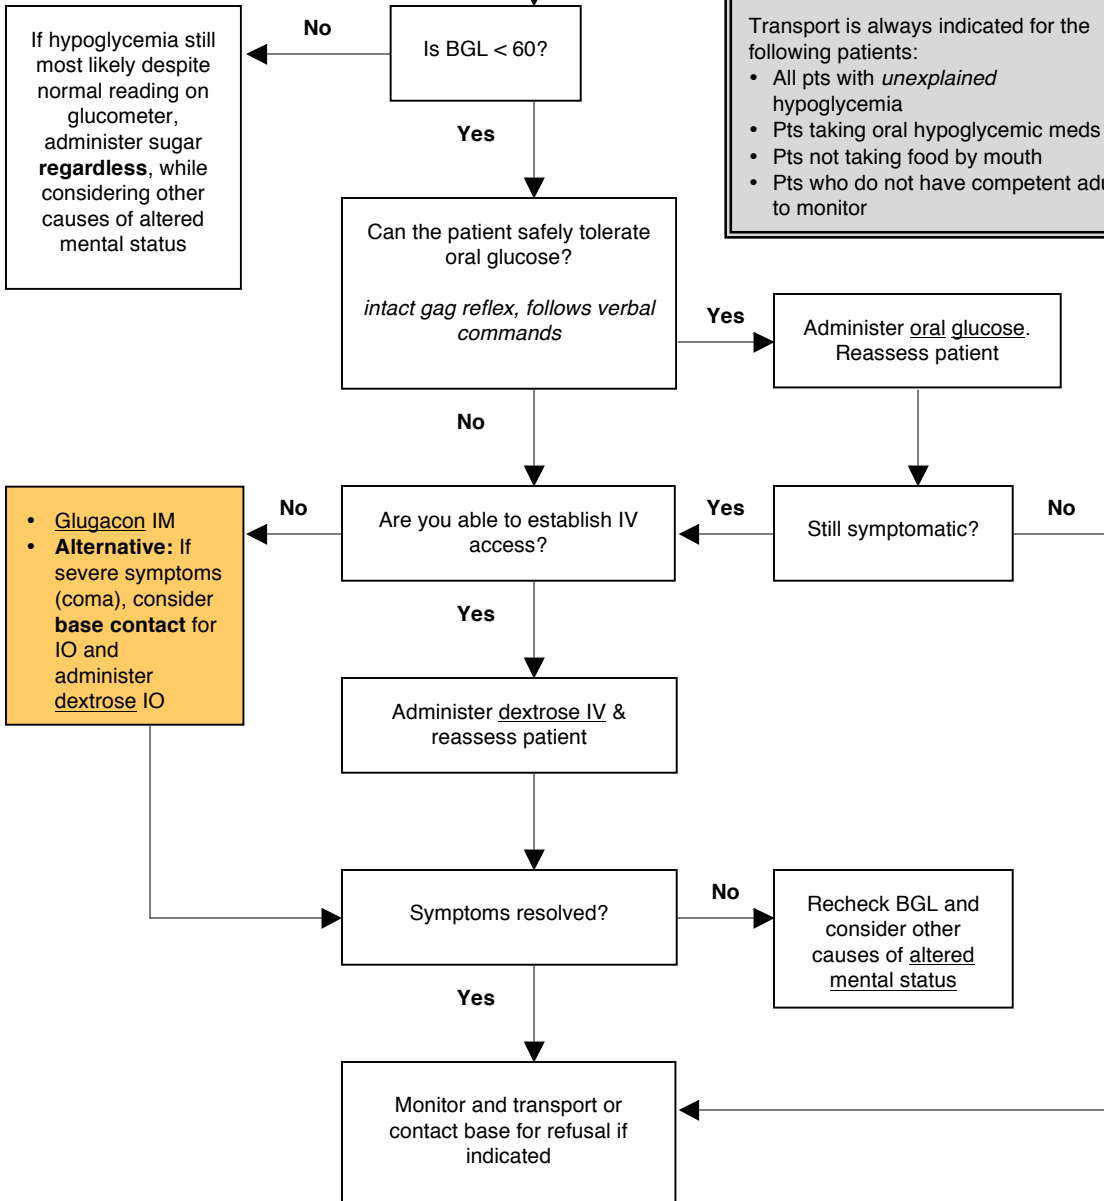 If hypoglycemia still
most likely despite
normal reading on
glucometer,
administer sugar
regardless, while
considering other
causes of altered
mental status
No
Is BGL < 60?
Yes
Transport is always indicated for the
following patients:
• All pts with unexplained
hypoglycemia
• Pts taking oral hypoglycemic meds
• Pts not taking food by mouth
• Pts who do not have competent
to monitor
Can the patient safely tolerate
oral glucose?
intact gag reflex, follows verbal
commands
Yes
Administer oral glucose.
Reassess patient
No
• Glugacon IM
• Alternative: If
severe symptoms
(coma), consider
base contact for
IO and
administer
dextrose IO
No
Are you able to establish IV
access?
Yes
Still symptomatic?
No
Yes
Administer dextrose IV &
reassess patient
Symptoms resolved?
No
Recheck BGL and
consider other
causes of altered
mental status
Yes
Monitor and transport or
contact base for refusal if
indicated